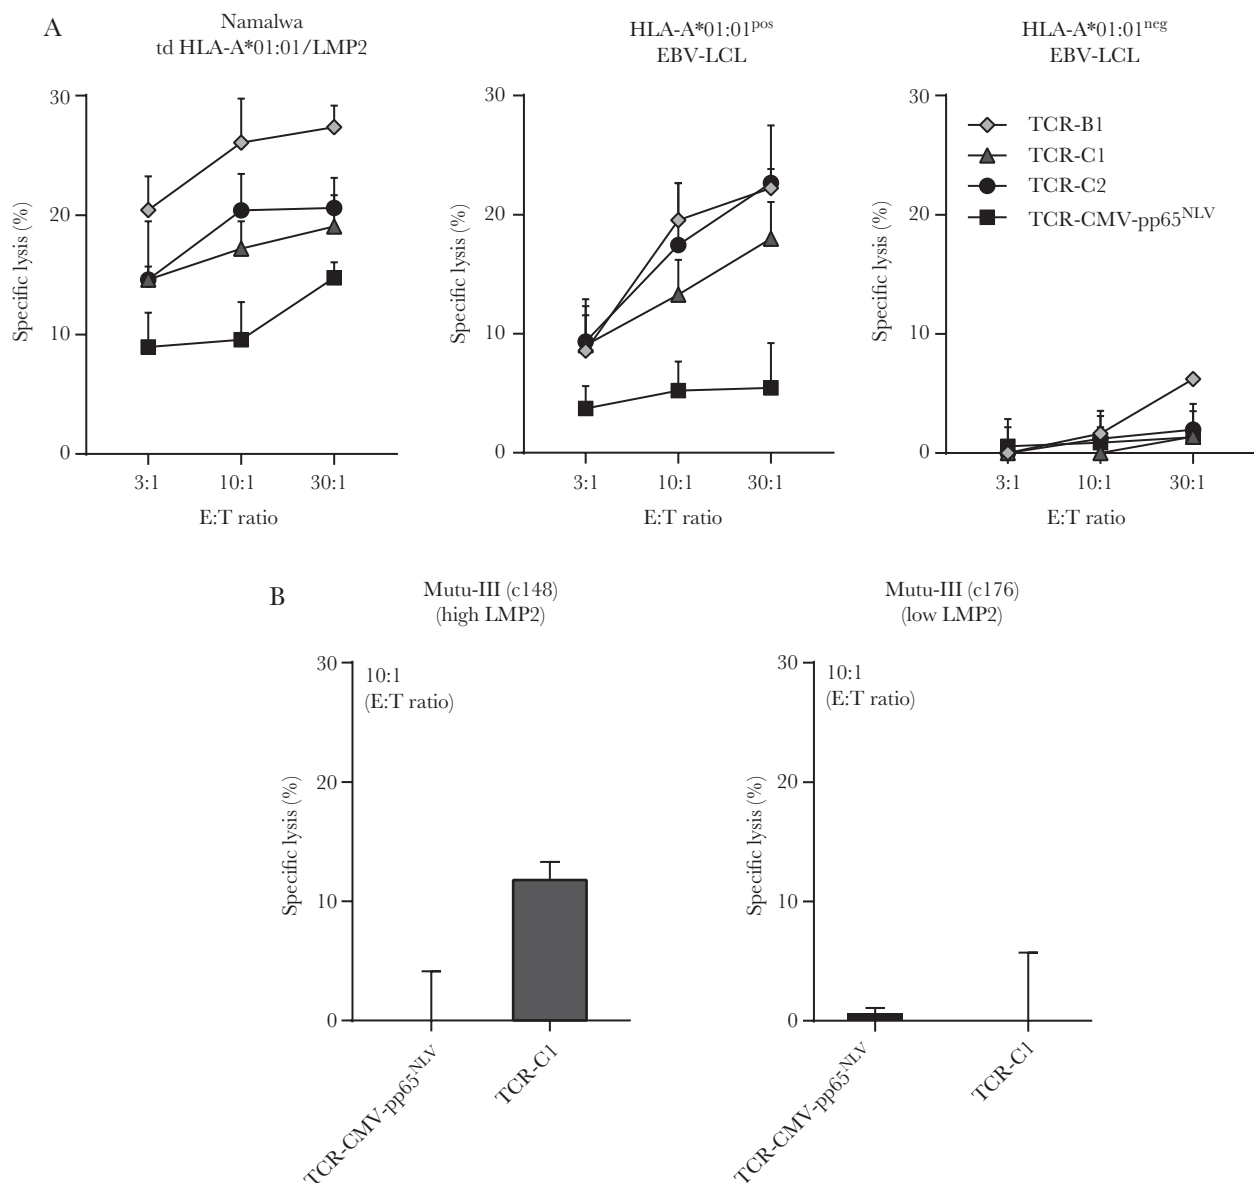 A
Namalwa
td HLA-A*01:01/LMP2
HLA-A*01:01pos
EBV-LCL
HLA-A*01:01neg
EBV-LCL
30
20
10
0
Specific lysis (%)
3:1
10:1
30:1
E:T ratio
30
20
10
0
Specific lysis (%)
3:1
10:1
30:1
E:T ratio
30
20
10
0
Specific lysis (%)
3:1
10:1
30:1
E:T ratio
TCR-B1
TCR-C1
TCR-C2
TCR-CMV-pp65NLV
B
Mutu-III (c148)
(high LMP2)
30
20
10
0
Specific lysis (%)
10:1
(E:T ratio)
TCR-CMV-pp65NLV
TCR-C1
Mutu-III (c176)
(low LMP2)
30
20
10
0
Specific lysis (%)
10:1
(E:T ratio)
TCR-CMV-pp65NLV
TCR-C1